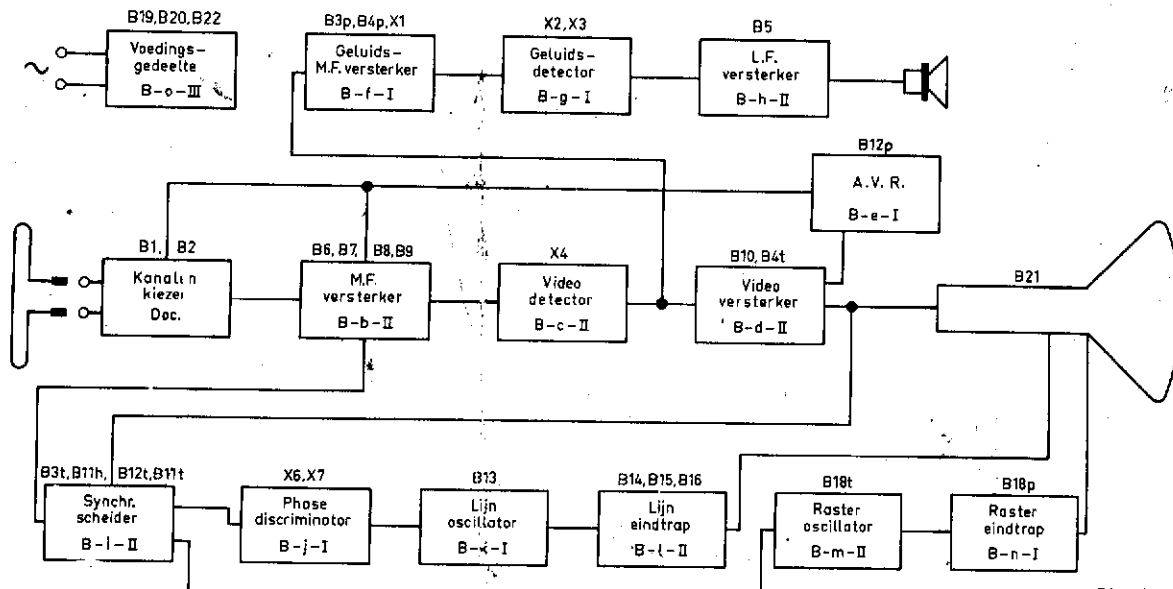 B19, B20, B22
Voedings-
gedeelte
B-o-III
B3p, B4p, X1
Geluids-
M.F. versterker
B-f-I
X2, X3
Geluids-
detector
B-g-I
B5
L.F.
versterker
B-h-II
B12p
A.V.R.
B-e-I
B1, B2
Kanalen
kiezer
Doc.
B6, B7, B8, B9
M.F.
versterker
B-b-II
X4
Video
detector
B-c-II
B10, B4t
Video
versterker
B-d-II
B21
B3t, B11h, B12t, B11t
Synchr.
scheider
B-i-II
X6, X7
Phase
discriminator
B-j-I
B13
Lijn
oscillator
B-k-I
B14, B15, B16
Lijn
eindtrap
B-l-II
B18t
Raster
oscillator
B-m-II
B18p
Raster
eindtrap
B-n-I